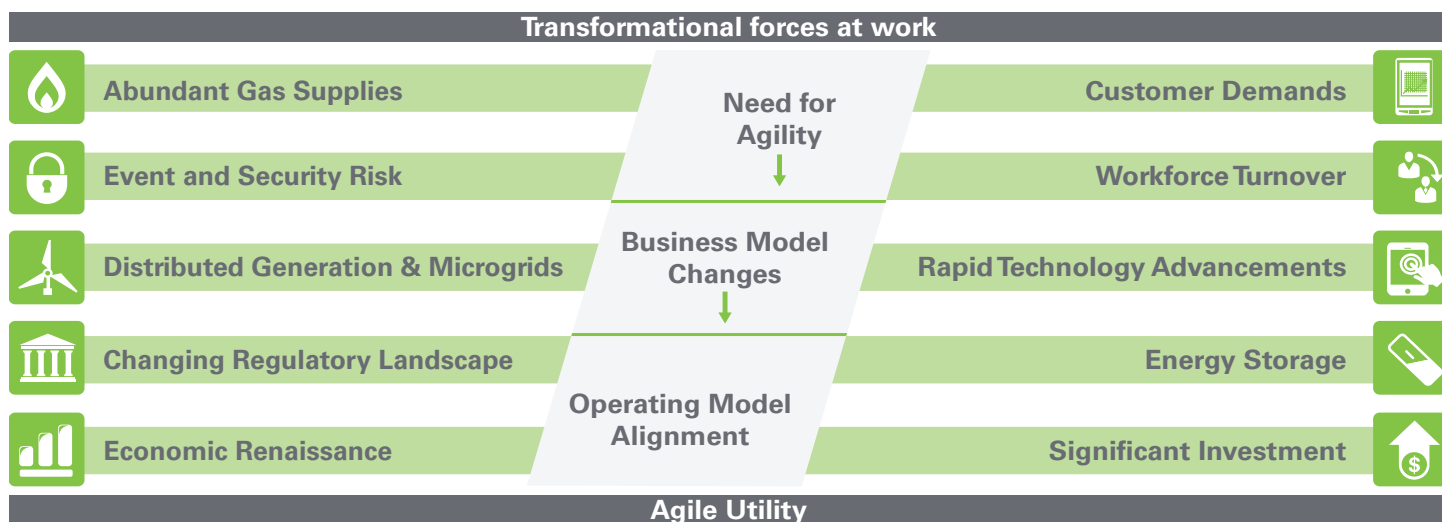 Transformational forces at work
Abundant Gas Supplies
Event and Security Risk
Distributed Generation & Microgrids
Changing Regulatory Landscape
Economic Renaissance
Need for
Agility
Business Model
Changes
Operating Model
Alignment
Customer Demands
Workforce Turnover
Rapid Technology Advancements
Energy Storage
Significant Investment
$
Agile Utility